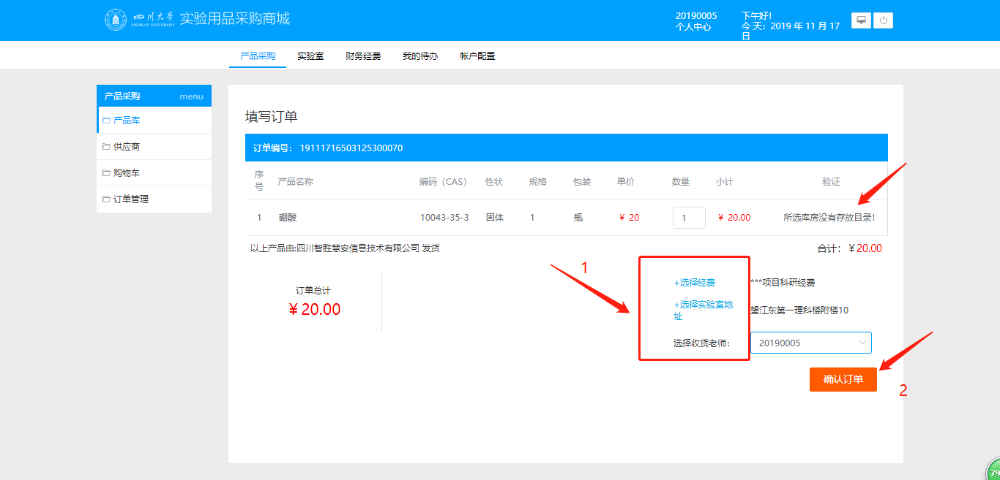 四川大学
SICHUAN UNIVERSITY
实验用品采购商城
20190005
个人中心
下午好!
今 天：2019 年 11 月 17
日
产品采购 实验室 财务经费 我的待办 帐户配置
产品采购 menu
产品库
供应商
购物车
订单管理
填写订单
订单编号： 19111716503125300070
序号 产品名称 编码（CAS） 性状 规格 包装 单价 数量 小计 验证
1 硼酸 10043-35-3 固体 1 瓶 ￥ 20 1 ￥ 20.00 所选库房没有存放目录!
以上产品由:四川智胜慧安信息技术有限公司 发货
合计：￥20.00
订单总计
￥20.00
1
+选择经费 ***项目科研经费
+选择实验室地
址
望江东第一理科楼附楼10
选择收货老师： 20190005
确认订单
2
79